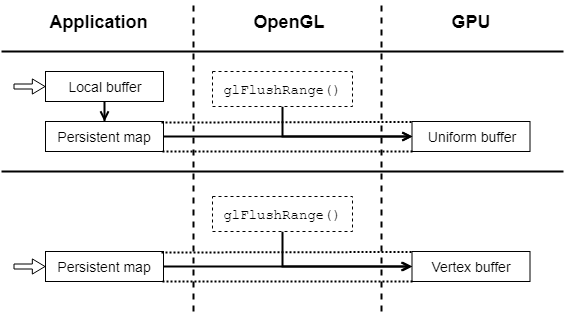 Application
OpenGL
GPU
Local buffer
glFlushRange()
Persistent map
Uniform buffer
glFlushRange()
Persistent map
Vertex buffer